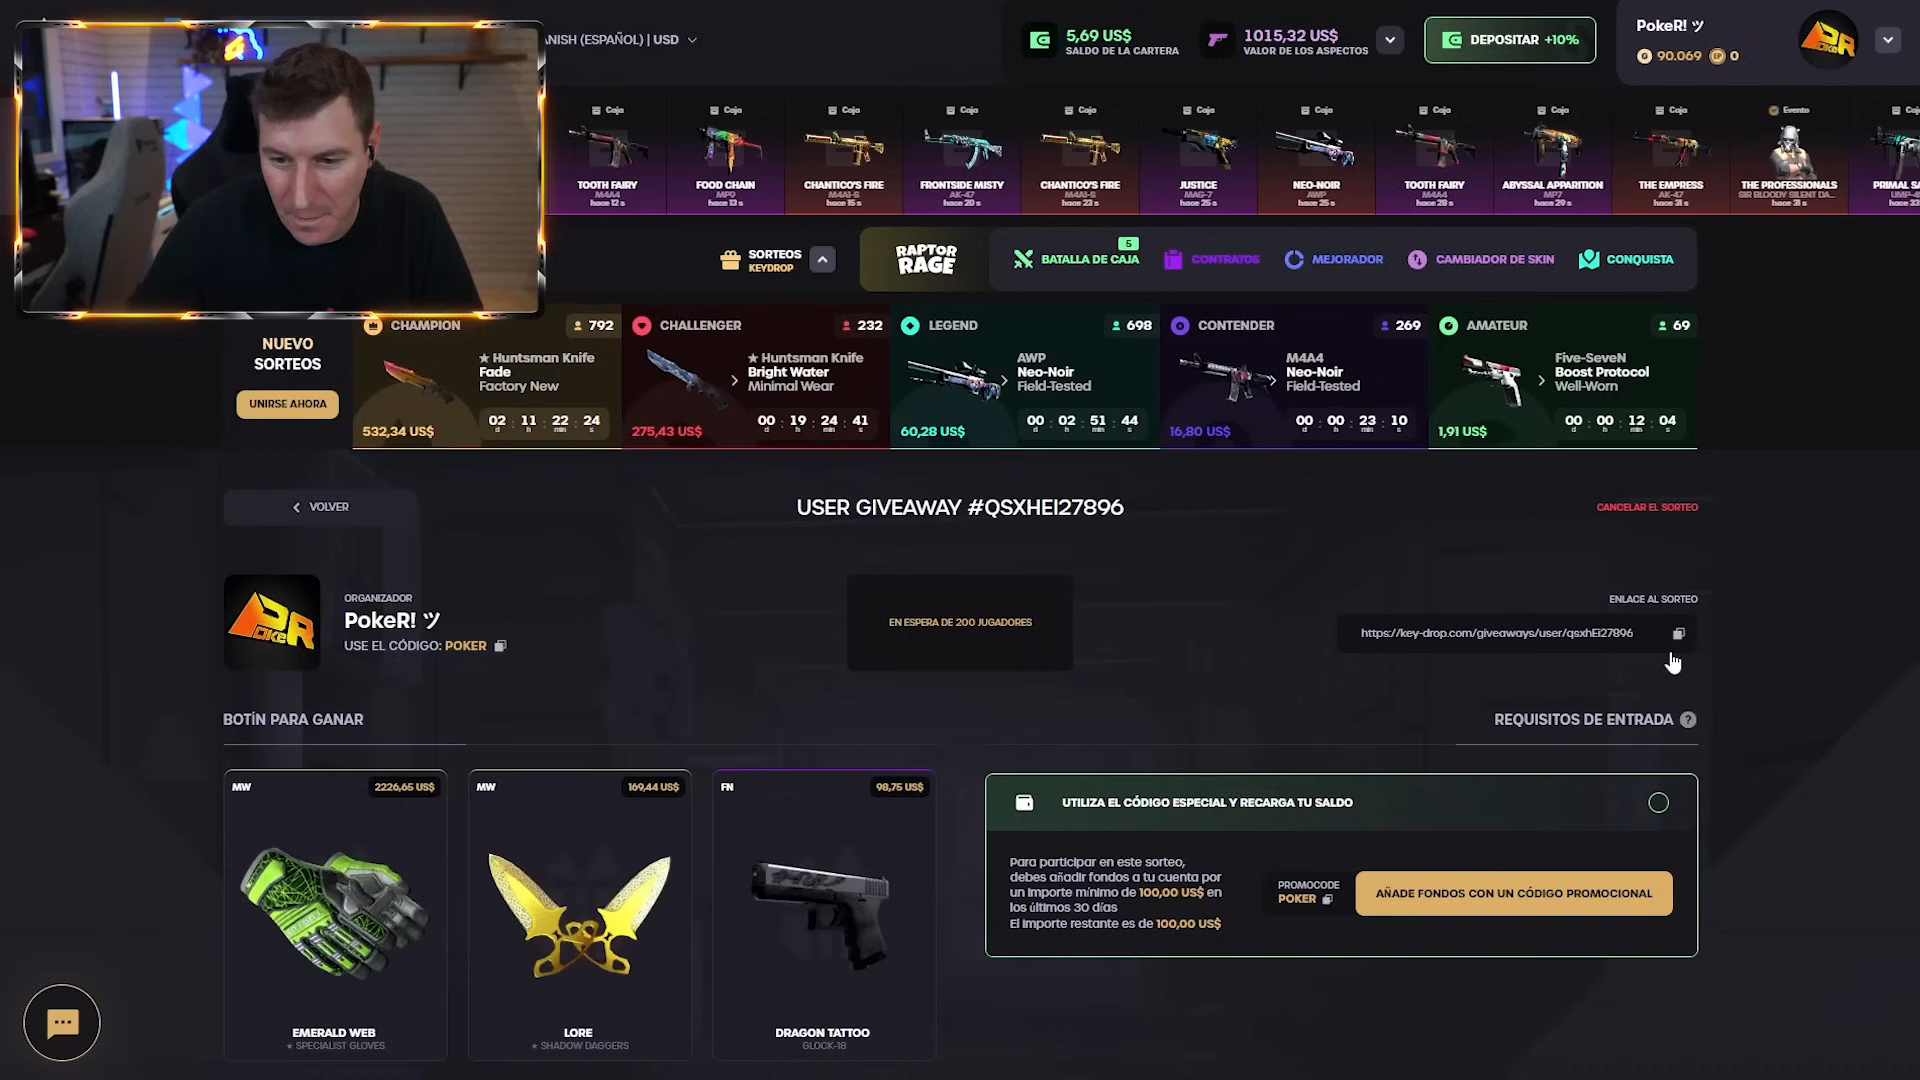 NISH (ESPAÑOL) | USD
5,69 US$
SALDO DE LA CARTERA
1015,32 US$
VALOR DE LOS ASPECTOS
DEPOSITAR +10%
PokeR! ツ
90.069
0
Caja
TOOTH FAIRY
M4A4
hace 12 s
Caja
FOOD CHAIN
MP9
hace 13 s
Caja
CHANTICO'S FIRE
M4A1-S
hace 15 s
Caja
FRONTSIDE MISTY
AK-47
hace 20 s
Caja
CHANTICO'S FIRE
M4A1-S
hace 23 s
Caja
JUSTICE
MAG-7
hace 25 s
Caja
NEO-NOIR
AWP
hace 25 s
Caja
TOOTH FAIRY
M4A4
hace 28 s
Caja
ABYSSAL APPARITION
MP7
hace 29 s
Caja
THE EMPRESS
AK-47
hace 31 s
Evento
THE PROFESSIONALS
SIR BLOODY SILENT DA...
hace 31 s
Caja
PRIMAL SA
UMP-4
hace 33
SORTEOS
KEYDROP
RAPTOR
RAGE
5
BATALLA DE CAJA
CONTRATOS
MEJORADOR
CAMBIADOR DE SKIN
CONQUISTA
NUEVO
SORTEOS
UNIRSE AHORA
CHAMPION
792
★ Huntsman Knife
Fade
Factory New
532,34 US$
02 : 11 : 22 : 24
d h min s
CHALLENGER
232
★ Huntsman Knife
Bright Water
Minimal Wear
275,43 US$
00 : 19 : 24 : 41
d h min s
LEGEND
698
AWP
Neo-Noir
Field-Tested
60,28 US$
00 : 02 : 51 : 44
d h min s
CONTENDER
269
M4A4
Neo-Noir
Field-Tested
16,80 US$
00 : 00 : 23 : 10
d h min s
AMATEUR
69
Five-SeveN
Boost Protocol
Well-Worn
1,91 US$
00 : 00 : 12 : 04
d h min s
VOLVER
USER GIVEAWAY #QSXHEI27896
CANCELAR EL SORTEO
POKER
ORGANIZADOR
PokeR! ツ
USE EL CÓDIGO: POKER
EN ESPERA DE 200 JUGADORES
ENLACE AL SORTEO
https://key-drop.com/giveaways/user/qsxhEi27896
BOTÍN PARA GANAR
REQUISITOS DE ENTRADA ?
MW
2226,65 US$
EMERALD WEB
★ SPECIALIST GLOVES
MW
169,44 US$
LORE
★ SHADOW DAGGERS
FN
98,75 US$
DRAGON TATTOO
GLOCK-18
UTILIZA EL CÓDIGO ESPECIAL Y RECARGA TU SALDO
Para participar en este sorteo,
debes añadir fondos a tu cuenta por
un importe mínimo de 100,00 US$ en
los últimos 30 días
El importe restante es de 100,00 US$
PROMOCODE
POKER
AÑADE FONDOS CON UN CÓDIGO PROMOCIONAL